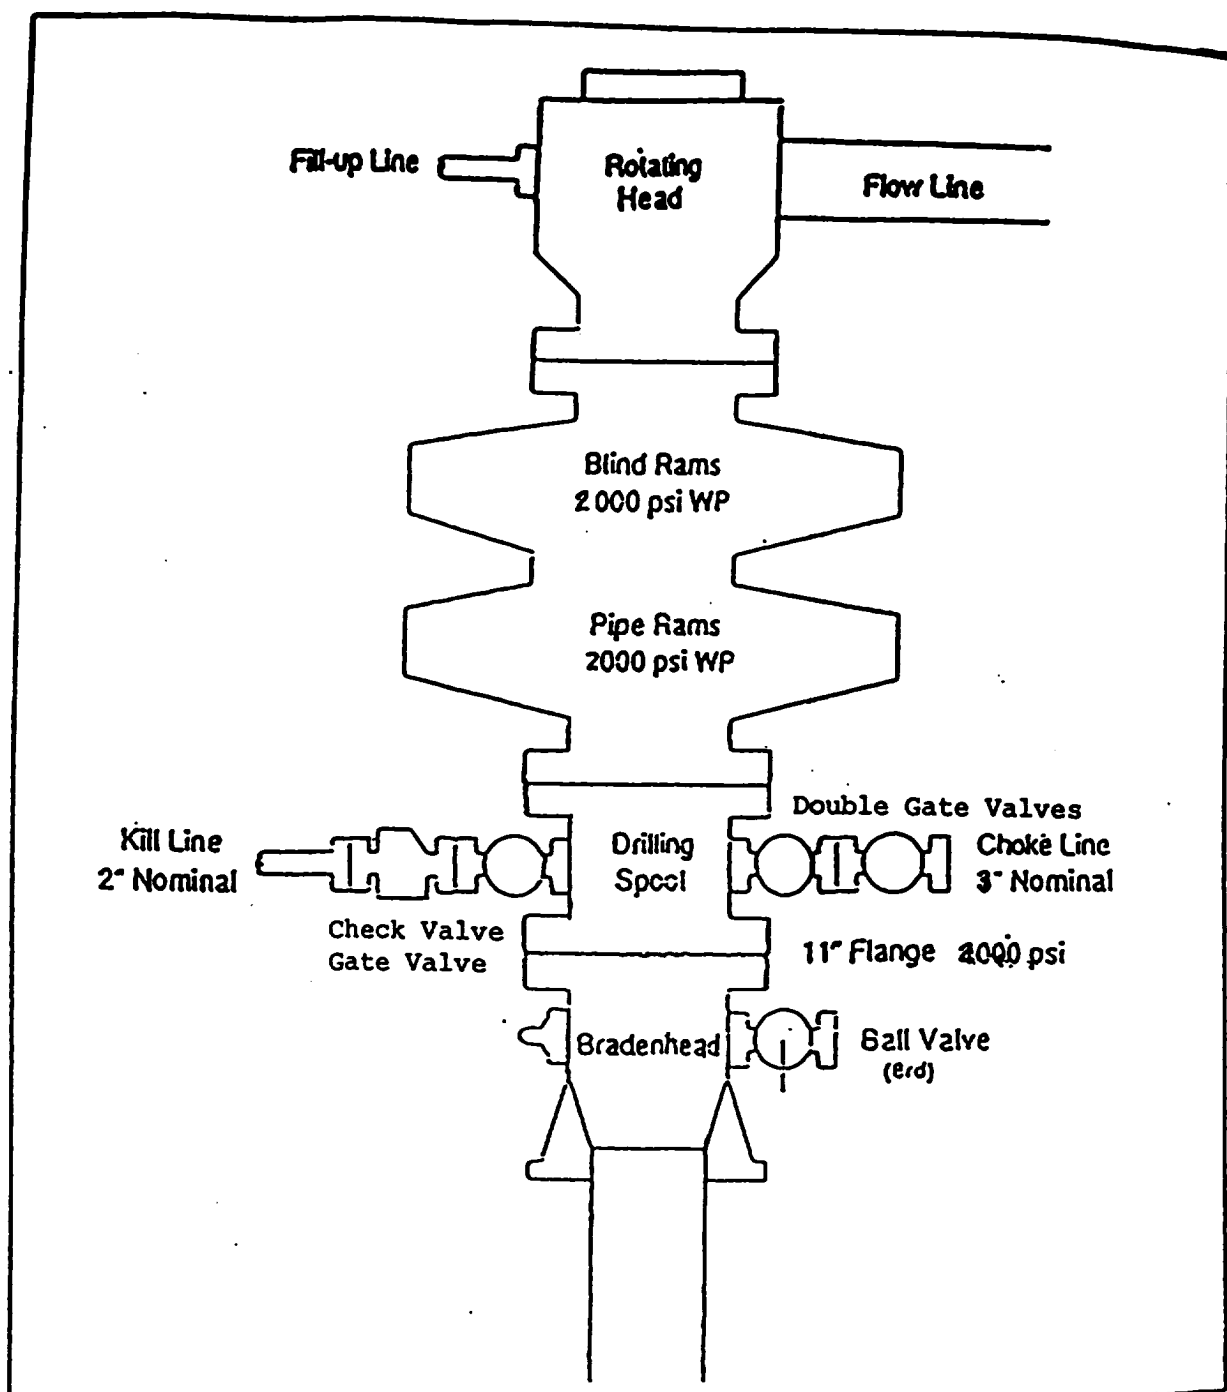 Fill-up Line
Rotating
Head
Flow Line
Blind Rams
2000 psi WP
Pipe Rams
2000 psi WP
Double Gate Valves
Kill Line
2" Nominal
Drilling
Spool
Choke Line
3" Nominal
Check Valve
Gate Valve
11" Flange 2000 psi
Bradenhead
Ball Valve